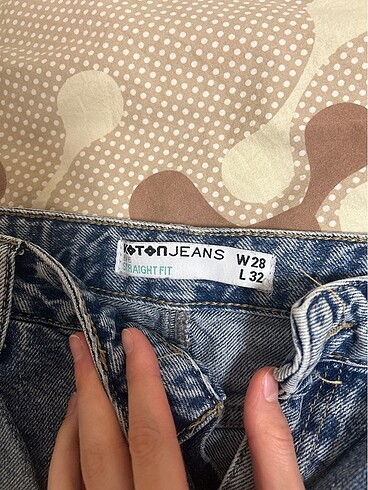 KOTON JEANS
STRAIGHT FIT
W 28
L 32